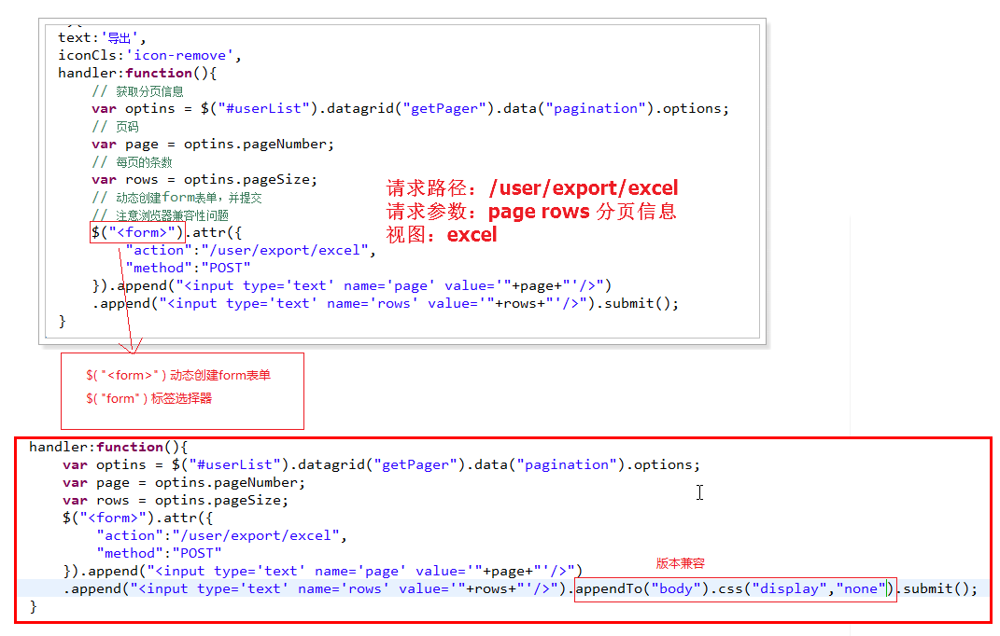 text:'导出',
iconCls:'icon-remove',
handler:function(){
// 获取分页信息
var optins = $("#userList").datagrid("getPager").data("pagination").options;
// 页码
var page = optins.pageNumber;
// 每页的条数
var rows = optins.pageSize;
// 动态创建form表单,并提交
// 注意浏览器兼容性问题
$("<form>").attr({
"action":"/user/export/excel",
"method":"POST"
}).append("<input type='text' name='page' value='"+page+"'/>")
.append("<input type='text' name='rows' value='"+rows+"'/>").submit();
}
请求路径：/user/export/excel
请求参数：page rows 分页信息
视图：excel
$( "<form>" ) 动态创建form表单
$( "form" ) 标签选择器
handler:function(){
var optins = $("#userList").datagrid("getPager").data("pagination").options;
var page = optins.pageNumber;
var rows = optins.pageSize;
$("<form>").attr({
"action":"/user/export/excel",
"method":"POST"
}).append("<input type='text' name='page' value='"+page+"'/>")
版本兼容
.append("<input type='text' name='rows' value='"+rows+"'/>").appendTo("body").css("display","none").submit();
}